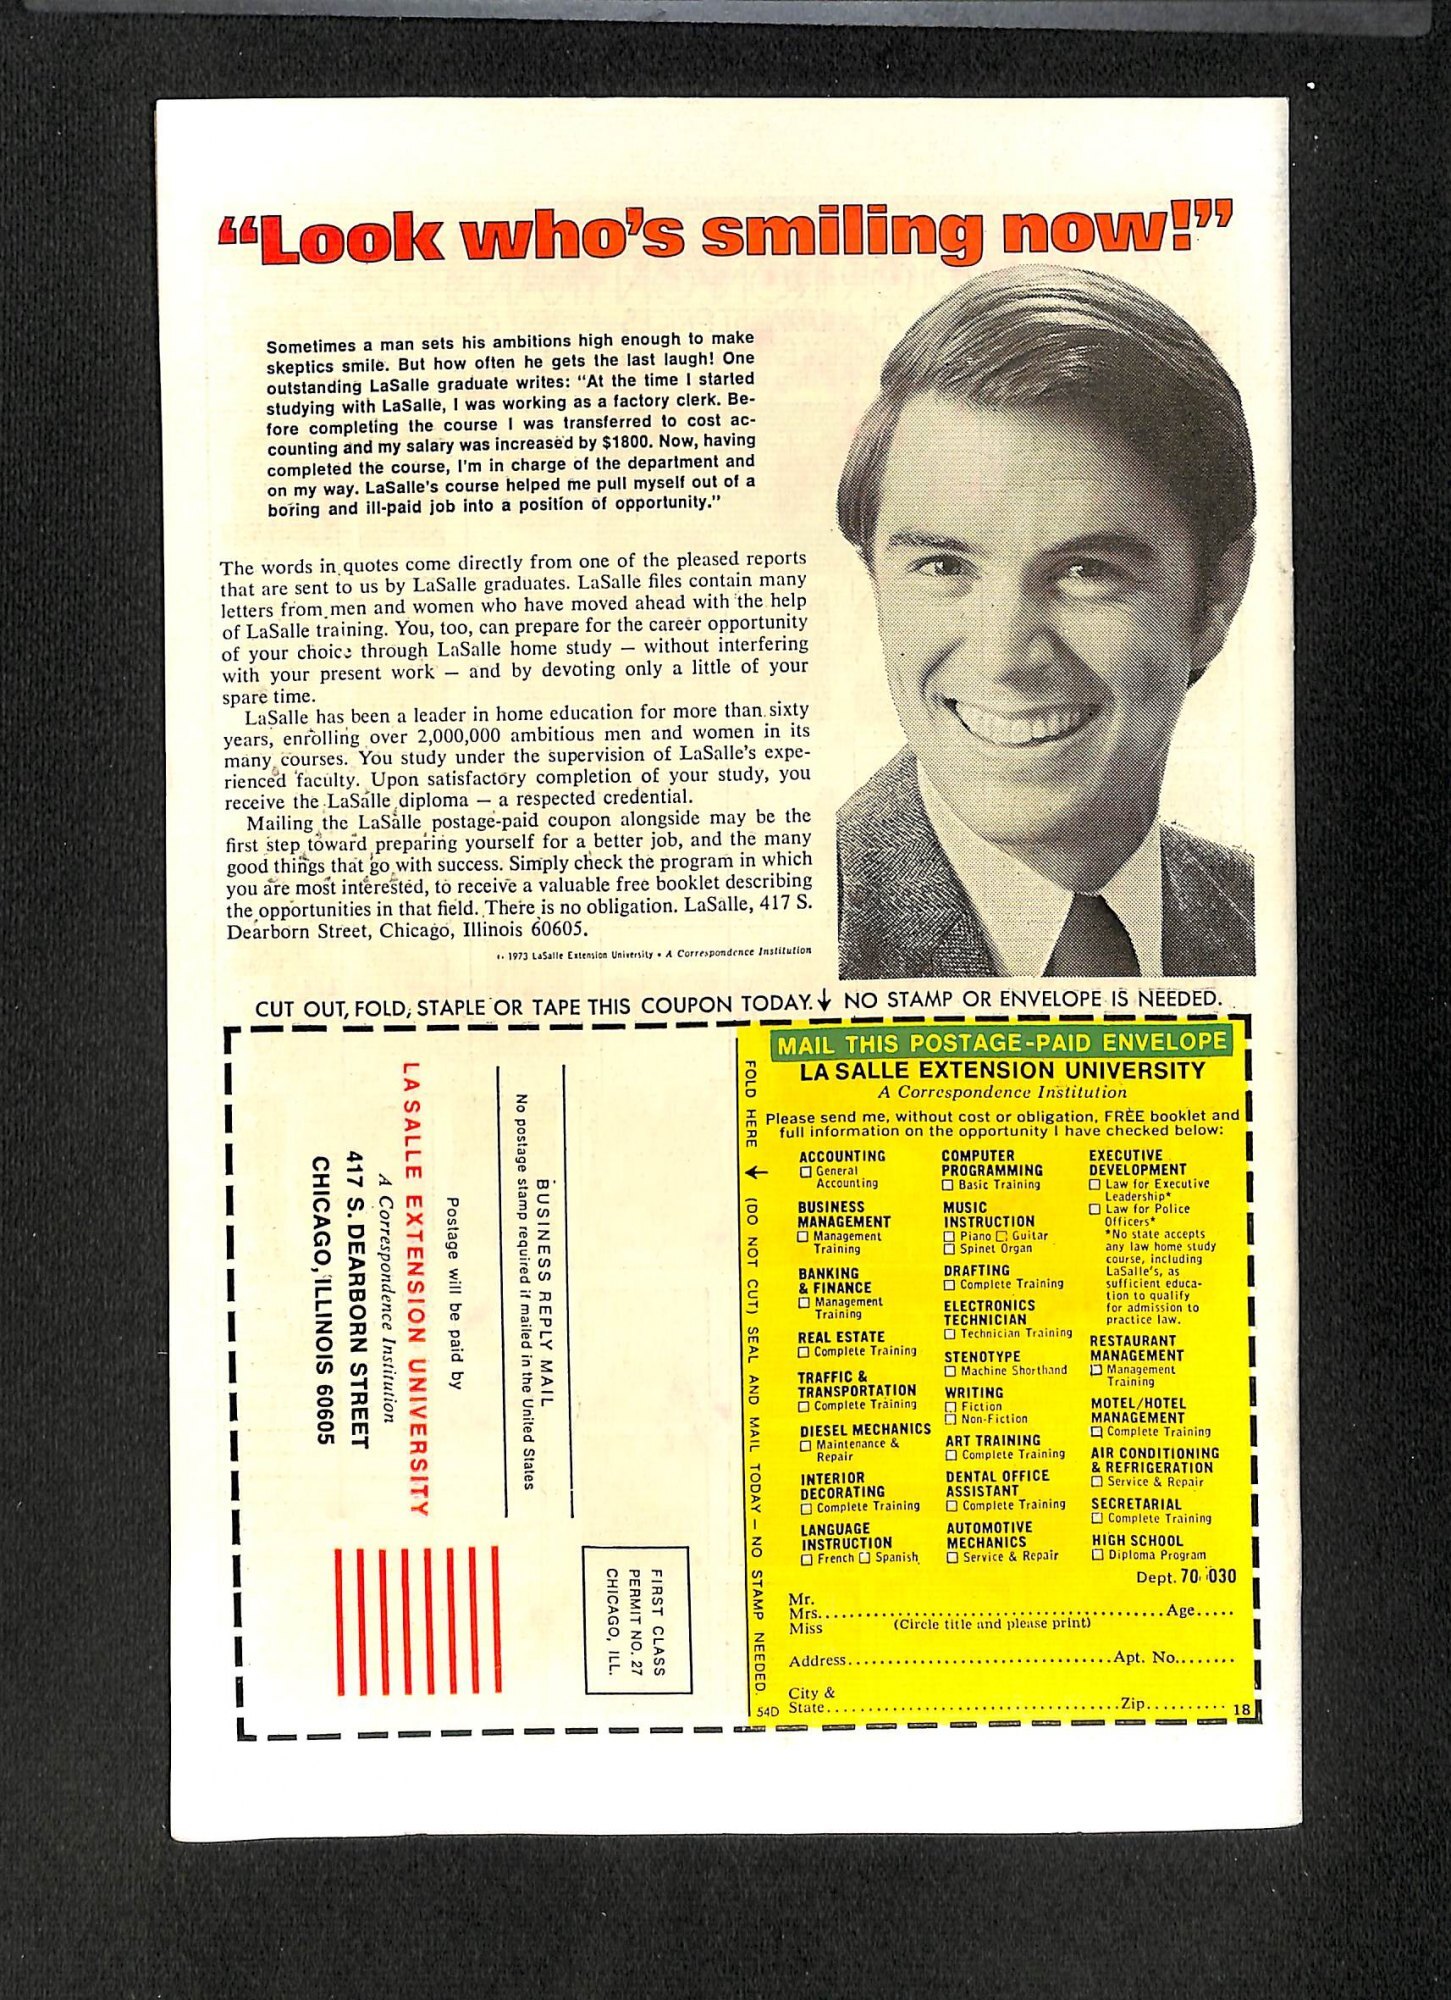 “Look who’s smiling now!”
Sometimes a man sets his ambitions high enough to make
skeptics smile. But how often he gets the last laugh! One
outstanding LaSalle graduate writes: “At the time I started
studying with LaSalle, I was working as a factory clerk. Be-
fore completing the course I was transferred to cost ac-
counting and my salary was increased by $1800. Now, having
completed the course, I'm in charge of the department and
on my way. LaSalle's course helped me pull myself out of a
boring and ill-paid job into a position of opportunity.”
The words in quotes come directly from one of the pleased reports
that are sent to us by LaSalle graduates. LaSalle files contain many
letters from men and women who have moved ahead with the help
of LaSalle training. You, too, can prepare for the career opportunity
of your choice through LaSalle home study — without interfering
with your present work — and by devoting only a little of your
spare time.
LaSalle has been a leader in home education for more than sixty
years, enrolling over 2,000,000 ambitious men and women in its
many courses. You study under the supervision of LaSalle's expe-
rienced faculty. Upon satisfactory completion of your study, you
receive the LaSalle diploma — a respected credential.
Mailing the LaSalle postage-paid coupon alongside may be the
first step toward preparing yourself for a better job, and the many
good things that go with success. Simply check the program in which
you are most interested, to receive a valuable free booklet describing
the opportunities in that field. There is no obligation. LaSalle, 417 S.
Dearborn Street, Chicago, Illinois 60605.
© 1973 LaSalle Extension University • A Correspondence Institution
CUT OUT, FOLD, STAPLE OR TAPE THIS COUPON TODAY. ↓ NO STAMP OR ENVELOPE IS NEEDED.
BUSINESS REPLY MAIL
No postage stamp required if mailed in the United States
Postage will be paid by
LA SALLE EXTENSION UNIVERSITY
A Correspondence Institution
417 S. DEARBORN STREET
CHICAGO, ILLINOIS 60605
FIRST CLASS
PERMIT NO. 27
CHICAGO, ILL.
FOLD HERE ↓ (DO NOT CUT) SEAL AND MAIL TODAY — NO STAMP NEEDED.
MAIL THIS POSTAGE-PAID ENVELOPE
LA SALLE EXTENSION UNIVERSITY
A Correspondence Institution
Please send me, without cost or obligation, FREE booklet and
full information on the opportunity I have checked below:
ACCOUNTING
☐ General
Accounting
BUSINESS
MANAGEMENT
☐ Management
Training
BANKING
& FINANCE
☐ Management
Training
REAL ESTATE
☐ Complete Training
TRAFFIC &
TRANSPORTATION
☐ Complete Training
DIESEL MECHANICS
☐ Maintenance &
Repair
INTERIOR
DECORATING
☐ Complete Training
LANGUAGE
INSTRUCTION
☐ French ☐ Spanish
COMPUTER
PROGRAMMING
☐ Basic Training
MUSIC
INSTRUCTION
☐ Piano ☐ Guitar
☐ Spinet Organ
DRAFTING
☐ Complete Training
ELECTRONICS
TECHNICIAN
☐ Technician Training
STENOTYPE
☐ Machine Shorthand
WRITING
☐ Fiction
☐ Non-Fiction
ART TRAINING
☐ Complete Training
DENTAL OFFICE
ASSISTANT
☐ Complete Training
AUTOMOTIVE
MECHANICS
☐ Service & Repair
EXECUTIVE
DEVELOPMENT
☐ Law for Executive
Leadership*
☐ Law for Police
Officers*
*No state accepts
any law home study
course, including
LaSalle's, as
sufficient educa-
tion to qualify
for admission to
practice law.
RESTAURANT
MANAGEMENT
☐ Management
Training
MOTEL/HOTEL
MANAGEMENT
☐ Complete Training
AIR CONDITIONING
& REFRIGERATION
☐ Service & Repair
SECRETARIAL
☐ Complete Training
HIGH SCHOOL
☐ Diploma Program
Dept. 70-030
Mr.
Mrs. Age
Miss (Circle title and please print)
Address Apt. No.
City &
State Zip
54D
18